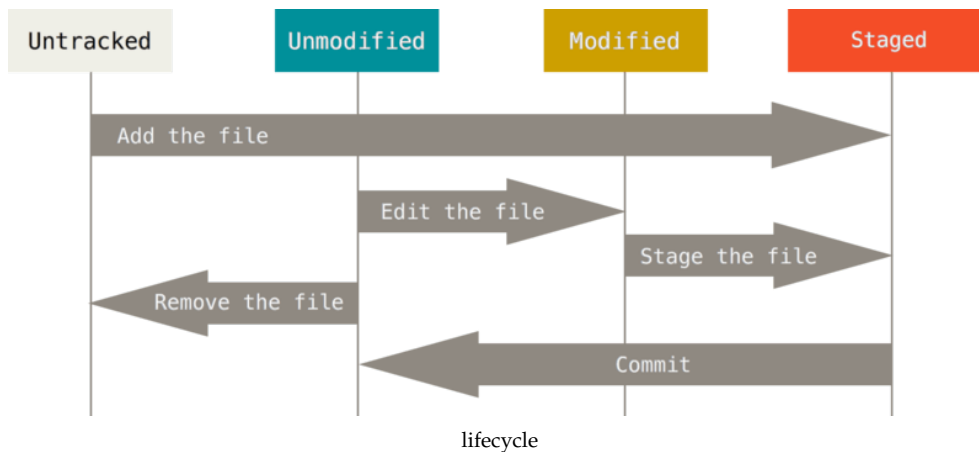 Untracked
Unmodified
Modified
Staged
Add the file
Edit the file
Stage the file
Remove the file
Commit
lifecycle